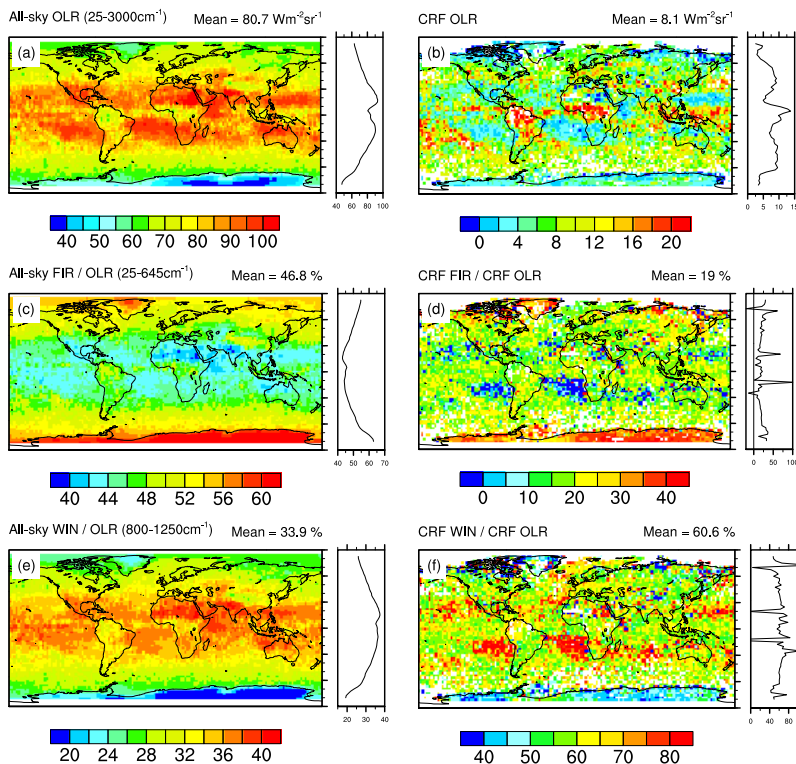 All-sky OLR (25-3000cm⁻¹) Mean = 80.7 Wm⁻²sr⁻¹
(a)
40 60 80 100
40 50 60 70 80 90 100
CRF OLR Mean = 8.1 Wm⁻²sr⁻¹
(b)
0 5 10 15
0 4 8 12 16 20
All-sky FIR / OLR (25-645cm⁻¹) Mean = 46.8 %
(c)
40 50 60 70
40 44 48 52 56 60
CRF FIR / CRF OLR Mean = 19 %
(d)
0 50 100
0 10 20 30 40
All-sky WIN / OLR (800-1250cm⁻¹) Mean = 33.9 %
(e)
20 30 40
20 24 28 32 36 40
CRF WIN / CRF OLR Mean = 60.6 %
(f)
0 40 80
40 50 60 70 80